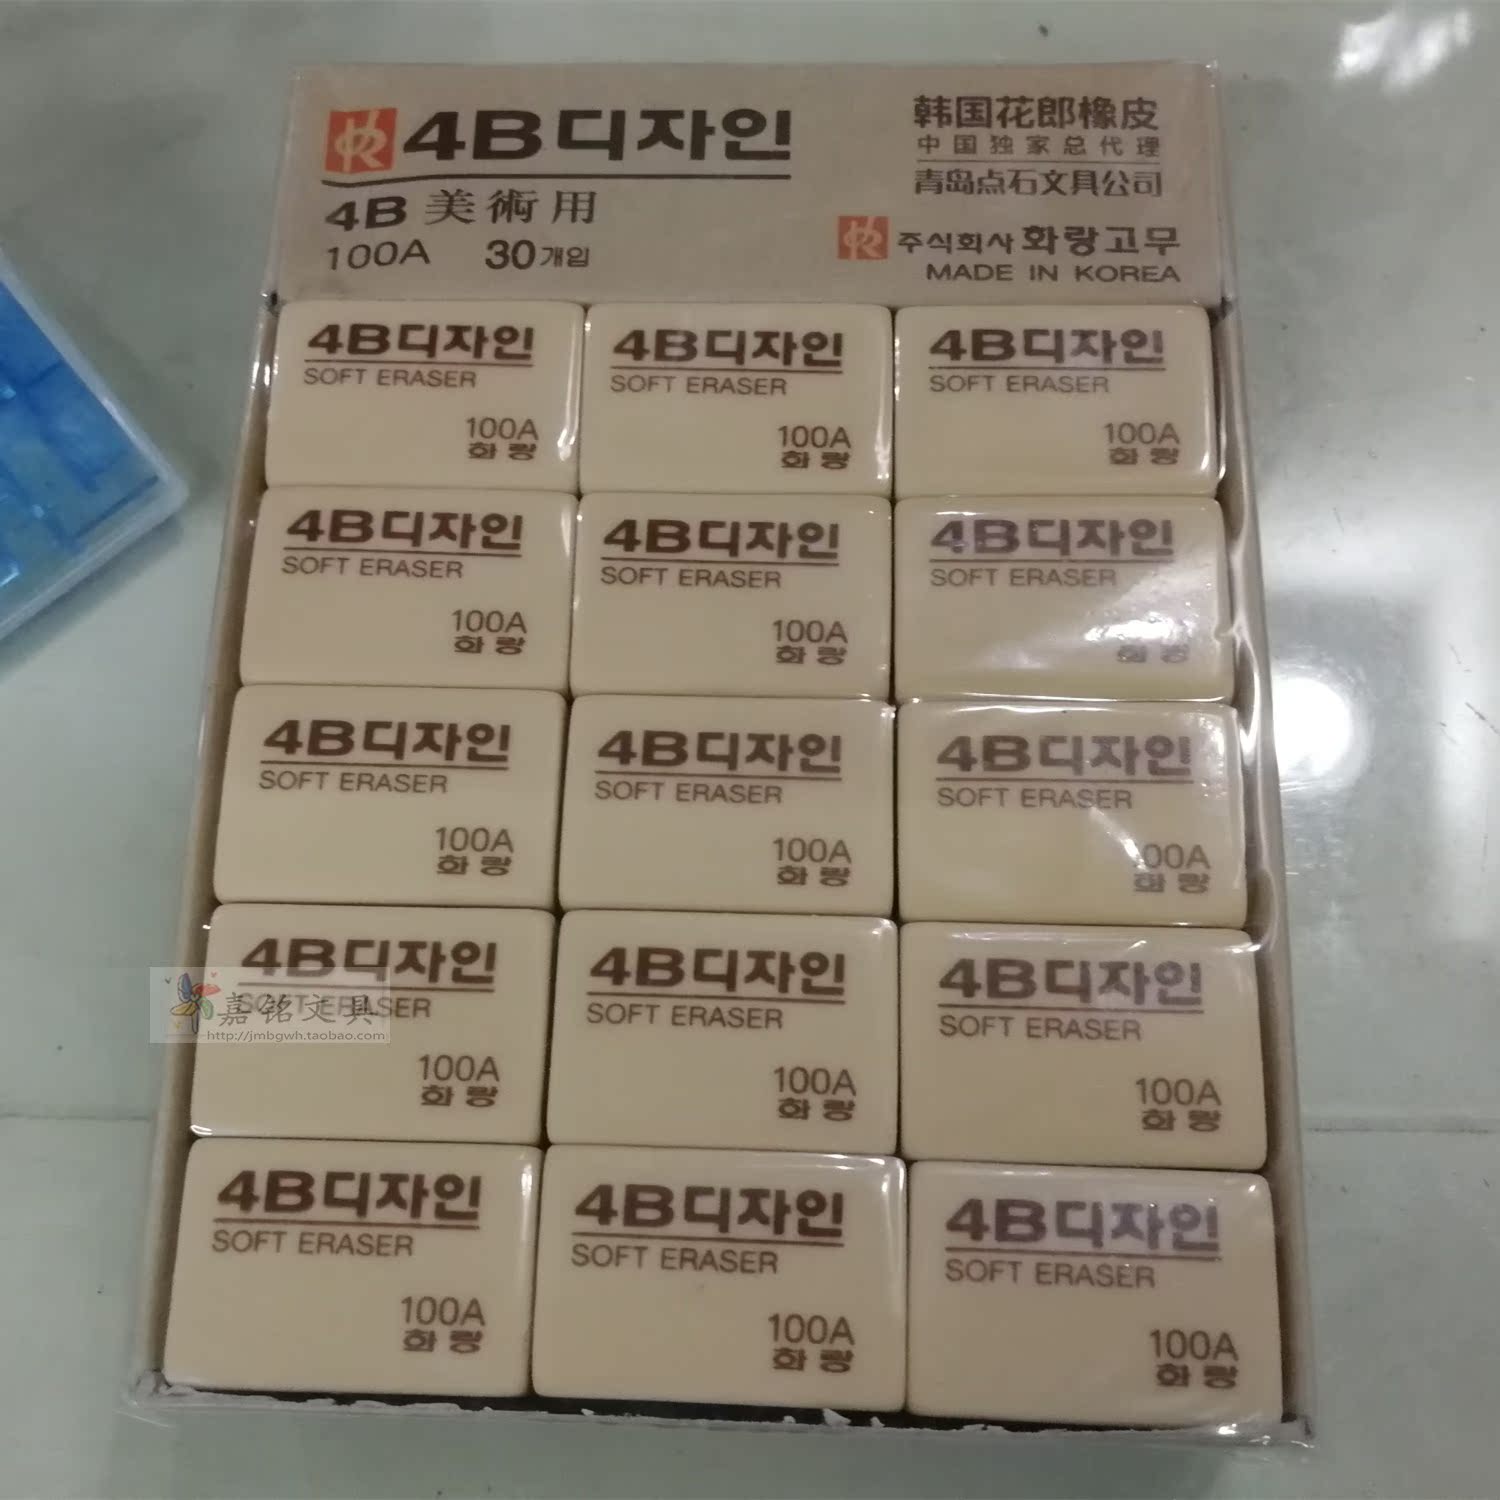 4B디자인
4B 美術用
100A 30개입
韩国花郎橡皮
中国独家总代理
青岛点石文具公司
주식회사 화랑고무
MADE IN KOREA
4B디자인
SOFT ERASER
100A
화랑
4B디자인
SOFT ERASER
100A
화랑
4B디자인
SOFT ERASER
100A
화랑
4B디자인
SOFT ERASER
100A
화랑
4B디자인
SOFT ERASER
100A
화랑
4B디자인
SOFT ERASER
화랑
4B디자인
SOFT ERASER
100A
화랑
4B디자인
SOFT ERASER
100A
화랑
4B디자인
SOFT ERASER
00A
화랑
4B디자인
SOFT ERASER
100A
화랑
4B디자인
SOFT ERASER
100A
화랑
4B디자인
SOFT ERASER
100A
화랑
4B디자인
SOFT ERASER
100A
화랑
4B디자인
SOFT ERASER
100A
화랑
4B디자인
SOFT ERASER
100A
화랑
嘉铭文具
http://jmbgwh.taobao.com